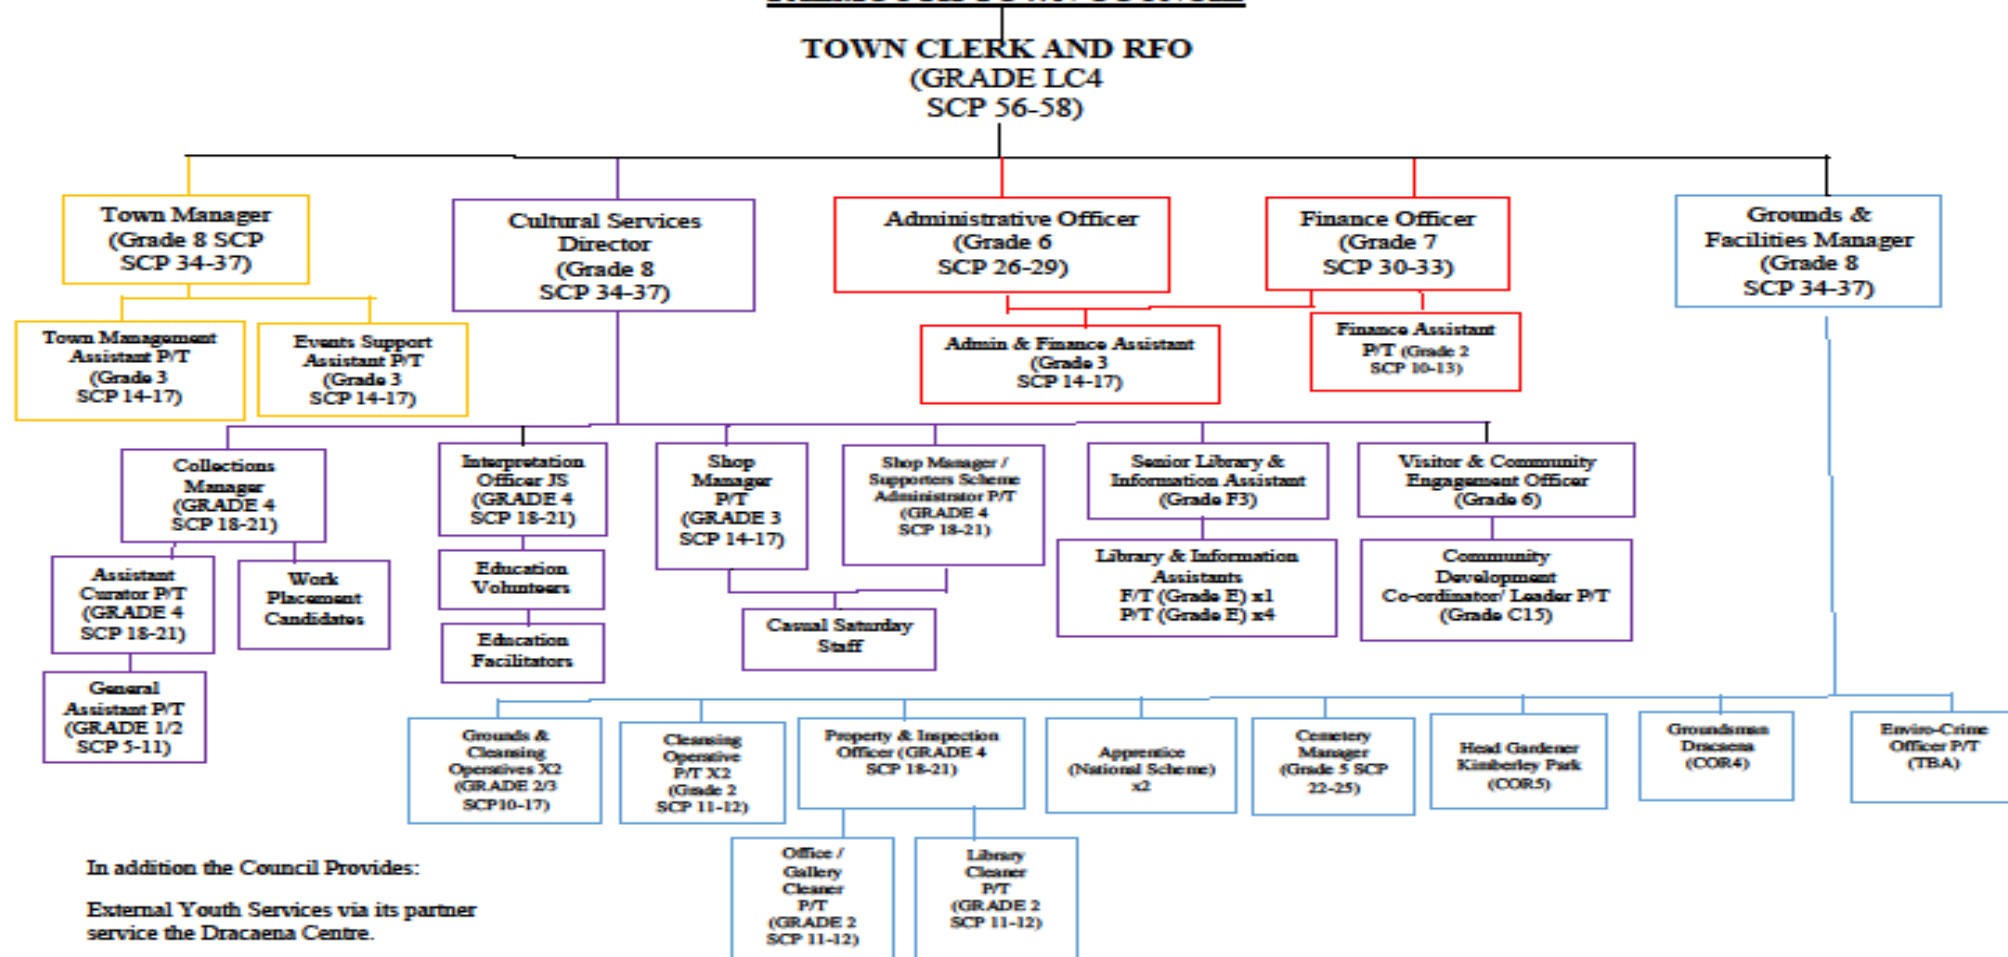 TOWN CLERK AND RFO
(GRADE LC4
SCP 56-58)
Town Manager
(Grade 8 SCP
SCP 34-37)
Cultural Services
Director
(Grade 8
SCP 34-37)
Administrative Officer
(Grade 6
SCP 26-29)
Finance Officer
(Grade 7
SCP 30-33)
Grounds &
Facilities Manager
(Grade 8
SCP 34-37)
Town Management
Assistant P/T
(Grade 3
SCP 14-17)
Events Support
Assistant P/T
(Grade 3
SCP 14-17)
Admin & Finance Assistant
(Grade 3
SCP 14-17)
Finance Assistant
P/T (Grade 2
SCP 10-13)
Collections
Manager
(GRADE 4
SCP 18-21)
Interpretation
Officer JS
(GRADE 4
SCP 18-21)
Shop
Manager
P/T
(GRADE 3
SCP 14-17)
Shop Manager /
Supporters Scheme
Administrator P/T
(GRADE 4
SCP 18-21)
Senior Library &
Information Assistant
(Grade F3)
Visitor & Community
Engagement Officer
(Grade 6)
Assistant
Curator P/T
(GRADE 4
SCP 18-21)
Work
Placement
Candidates
Education
Volunteers
Education
Facilitators
Casual Saturday
Staff
Library & Information
Assistants
F/T (Grade E) x1
P/T (Grade E) x4
Community
Development
Co-ordinator/ Leader P/T
(Grade C15)
General
Assistant P/T
(GRADE 1/2
SCP 5-11)
Grounds &
Cleansing
Operatives X2
(GRADE 2/3
SCP10-17)
Cleansing
Operative
P/T X2
(Grade 2
SCP 11-12)
Property & Inspection
Officer (GRADE 4
SCP 18-21)
Apprentice
(National Scheme)
x2
Cemetery
Manager
(Grade 5 SCP
22-25)
Head Gardener
Kimberley Park
(COR5)
Groundsman
Dracaena
(COR4)
Enviro-Crime
Officer P/T
(TBA)
Office /
Gallery
Cleaner
P/T
(GRADE 2
SCP 11-12)
Library
Cleaner
P/T
(GRADE 2
SCP 11-12)
In addition the Council Provides:
External Youth Services via its partner
service the Dracaena Centre.